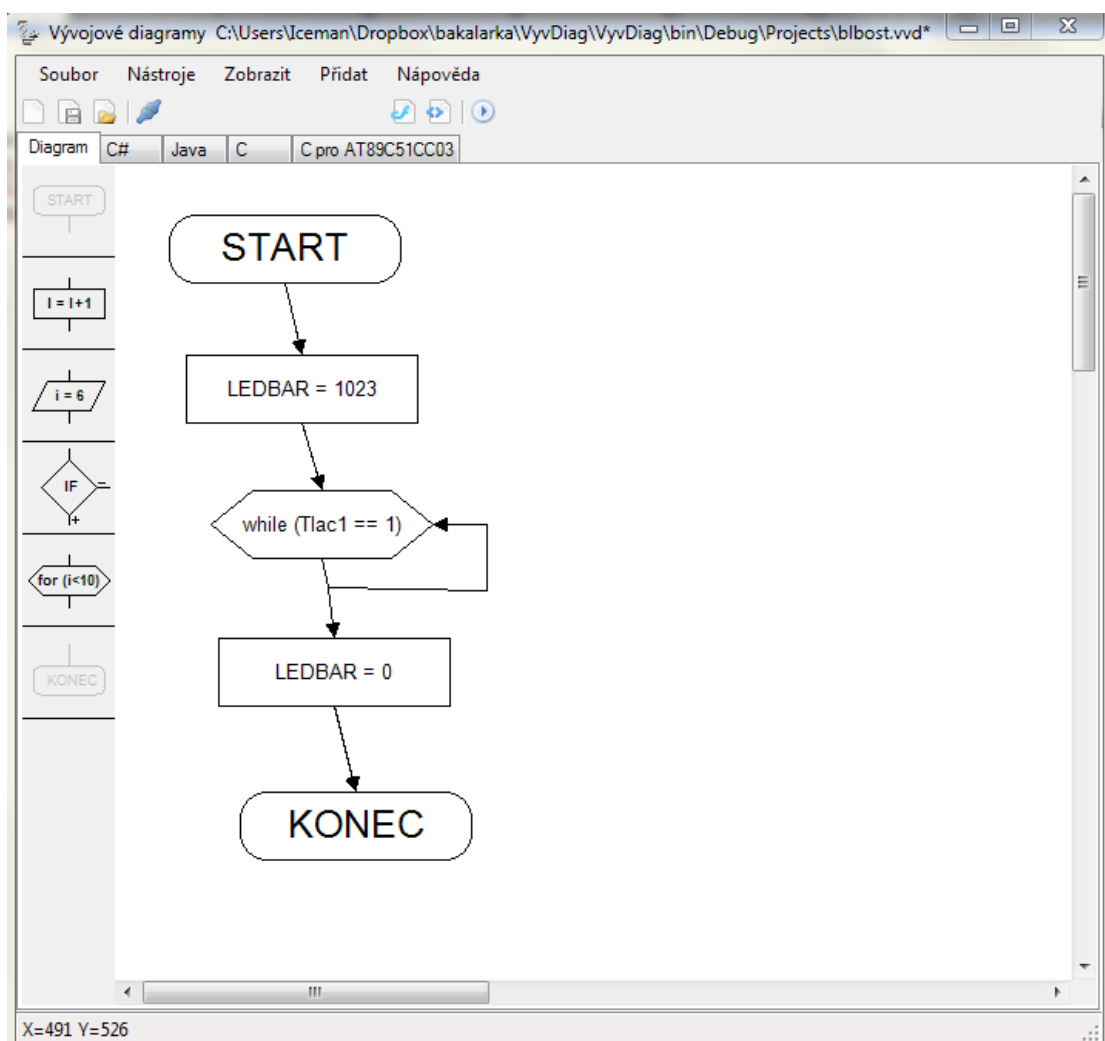 Vývojové diagramy C:\Users\Iceman\Dropbox\bakalarka\VyvDiag\VyvDiag\bin\Debug\Projects\blbost.vvd*
Soubor Nástroje Zobrazit Přidat Nápověda
Diagram C# Java C C pro AT89C51CC03
START
I = I+1
i = 6
IF
for (i<10)
KONEC
START
LEDBAR = 1023
while (Tlac1 == 1)
LEDBAR = 0
KONEC
X=491 Y=526